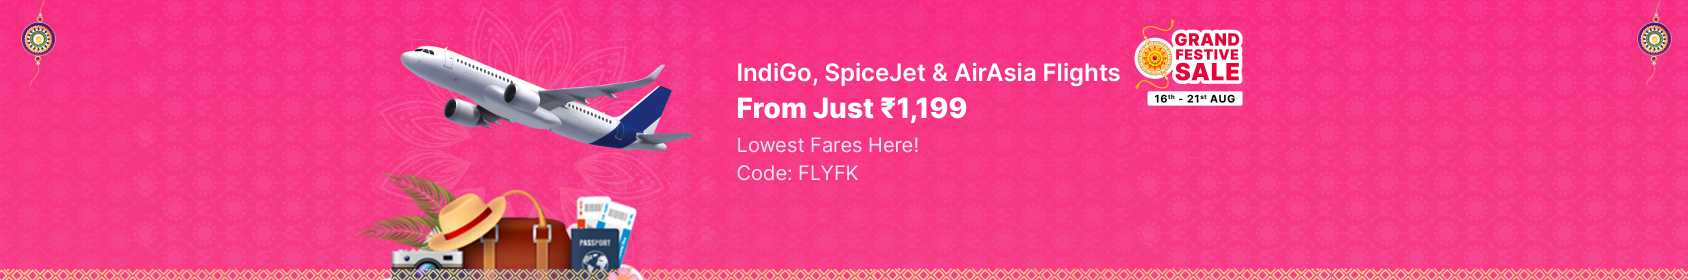 IndiGo, SpiceJet & AirAsia Flights
From Just ₹1,199
Lowest Fares Here!
Code: FLYFK
GRAND
FESTIVE
SALE
16th - 21st AUG
PASSPORT